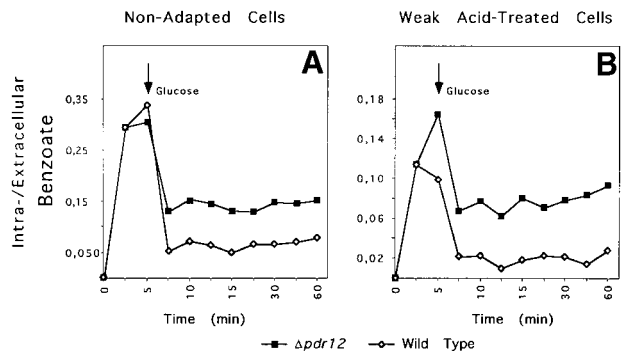 Non-Adapted Cells
Weak Acid-Treated Cells
A
B
Glucose
Glucose
Intra-/Extracellular
Benzoate
0,35
0,25
0,15
0,050
0,18
0,14
0,10
0,06
0,02
0 5 10 15 30 60
0 5 10 15 30 60
Time (min)
Time (min)
Δpdr12 Wild Type